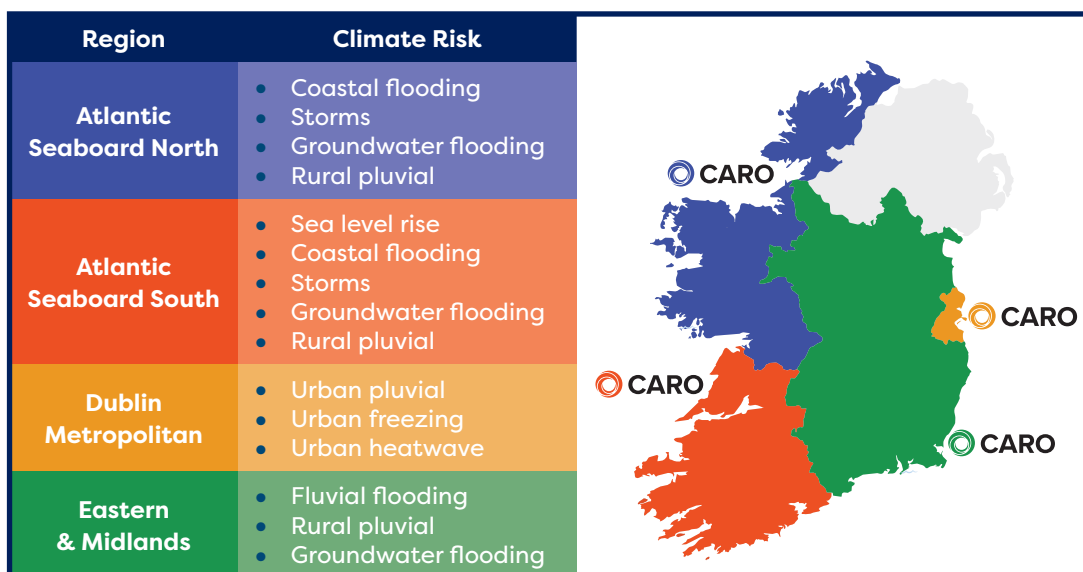 Region Climate Risk
Atlantic
Seaboard North
• Coastal flooding
• Storms
• Groundwater flooding
• Rural pluvial
Atlantic
Seaboard South
• Sea level rise
• Coastal flooding
• Storms
• Groundwater flooding
• Rural pluvial
Dublin
Metropolitan
• Urban pluvial
• Urban freezing
• Urban heatwave
Eastern
& Midlands
• Fluvial flooding
• Rural pluvial
• Groundwater flooding
CARO
CARO
CARO
CARO